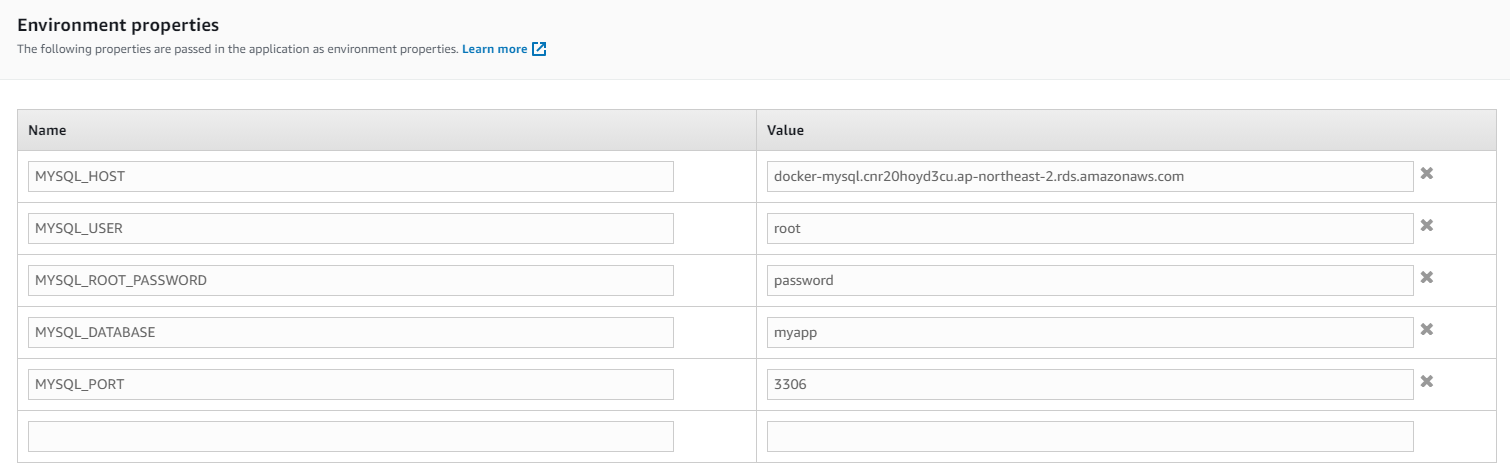 Environment properties
The following properties are passed in the application as environment properties. Learn more
Name Value
MYSQL_HOST docker-mysql.cnr20hoyd3cu.ap-northeast-2.rds.amazonaws.com
MYSQL_USER root
MYSQL_ROOT_PASSWORD password
MYSQL_DATABASE myapp
MYSQL_PORT 3306